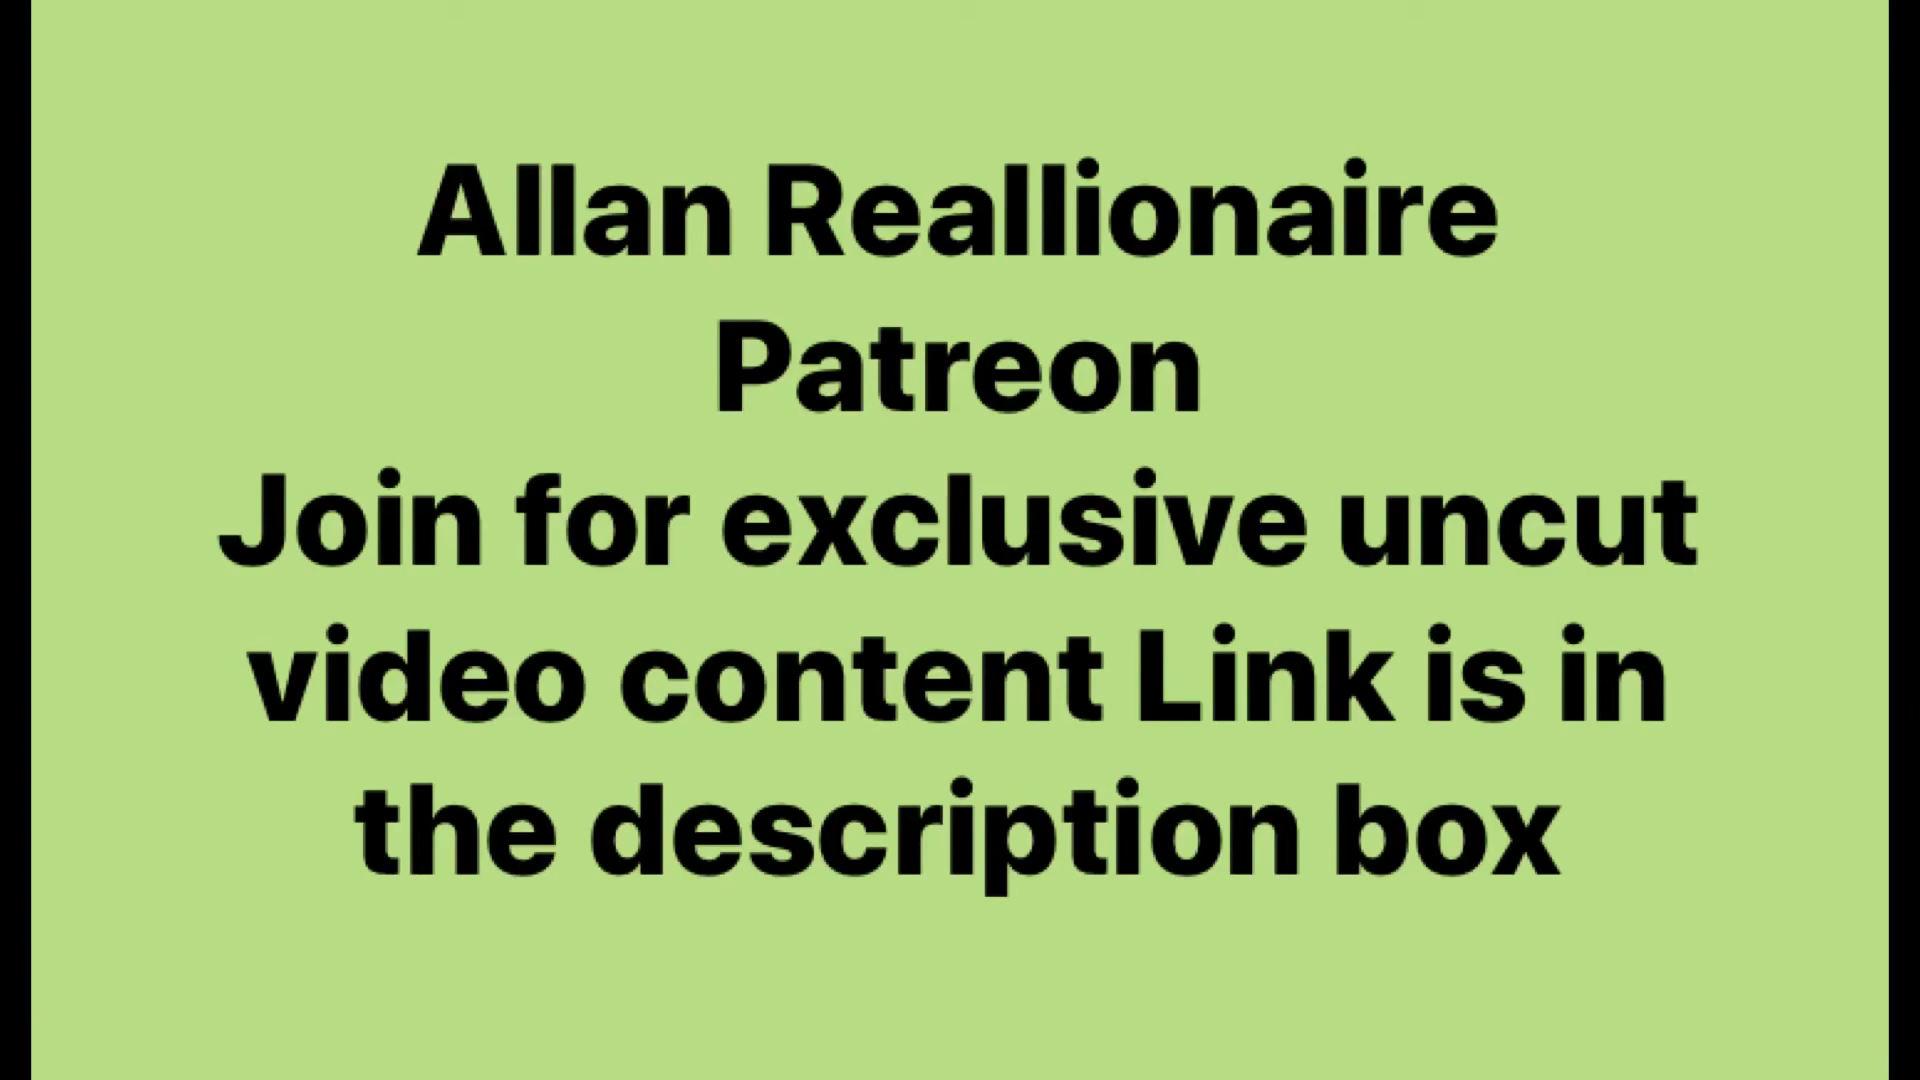 Allan Reallionaire
Patreon
Join for exclusive uncut
video content Link is in
the description box